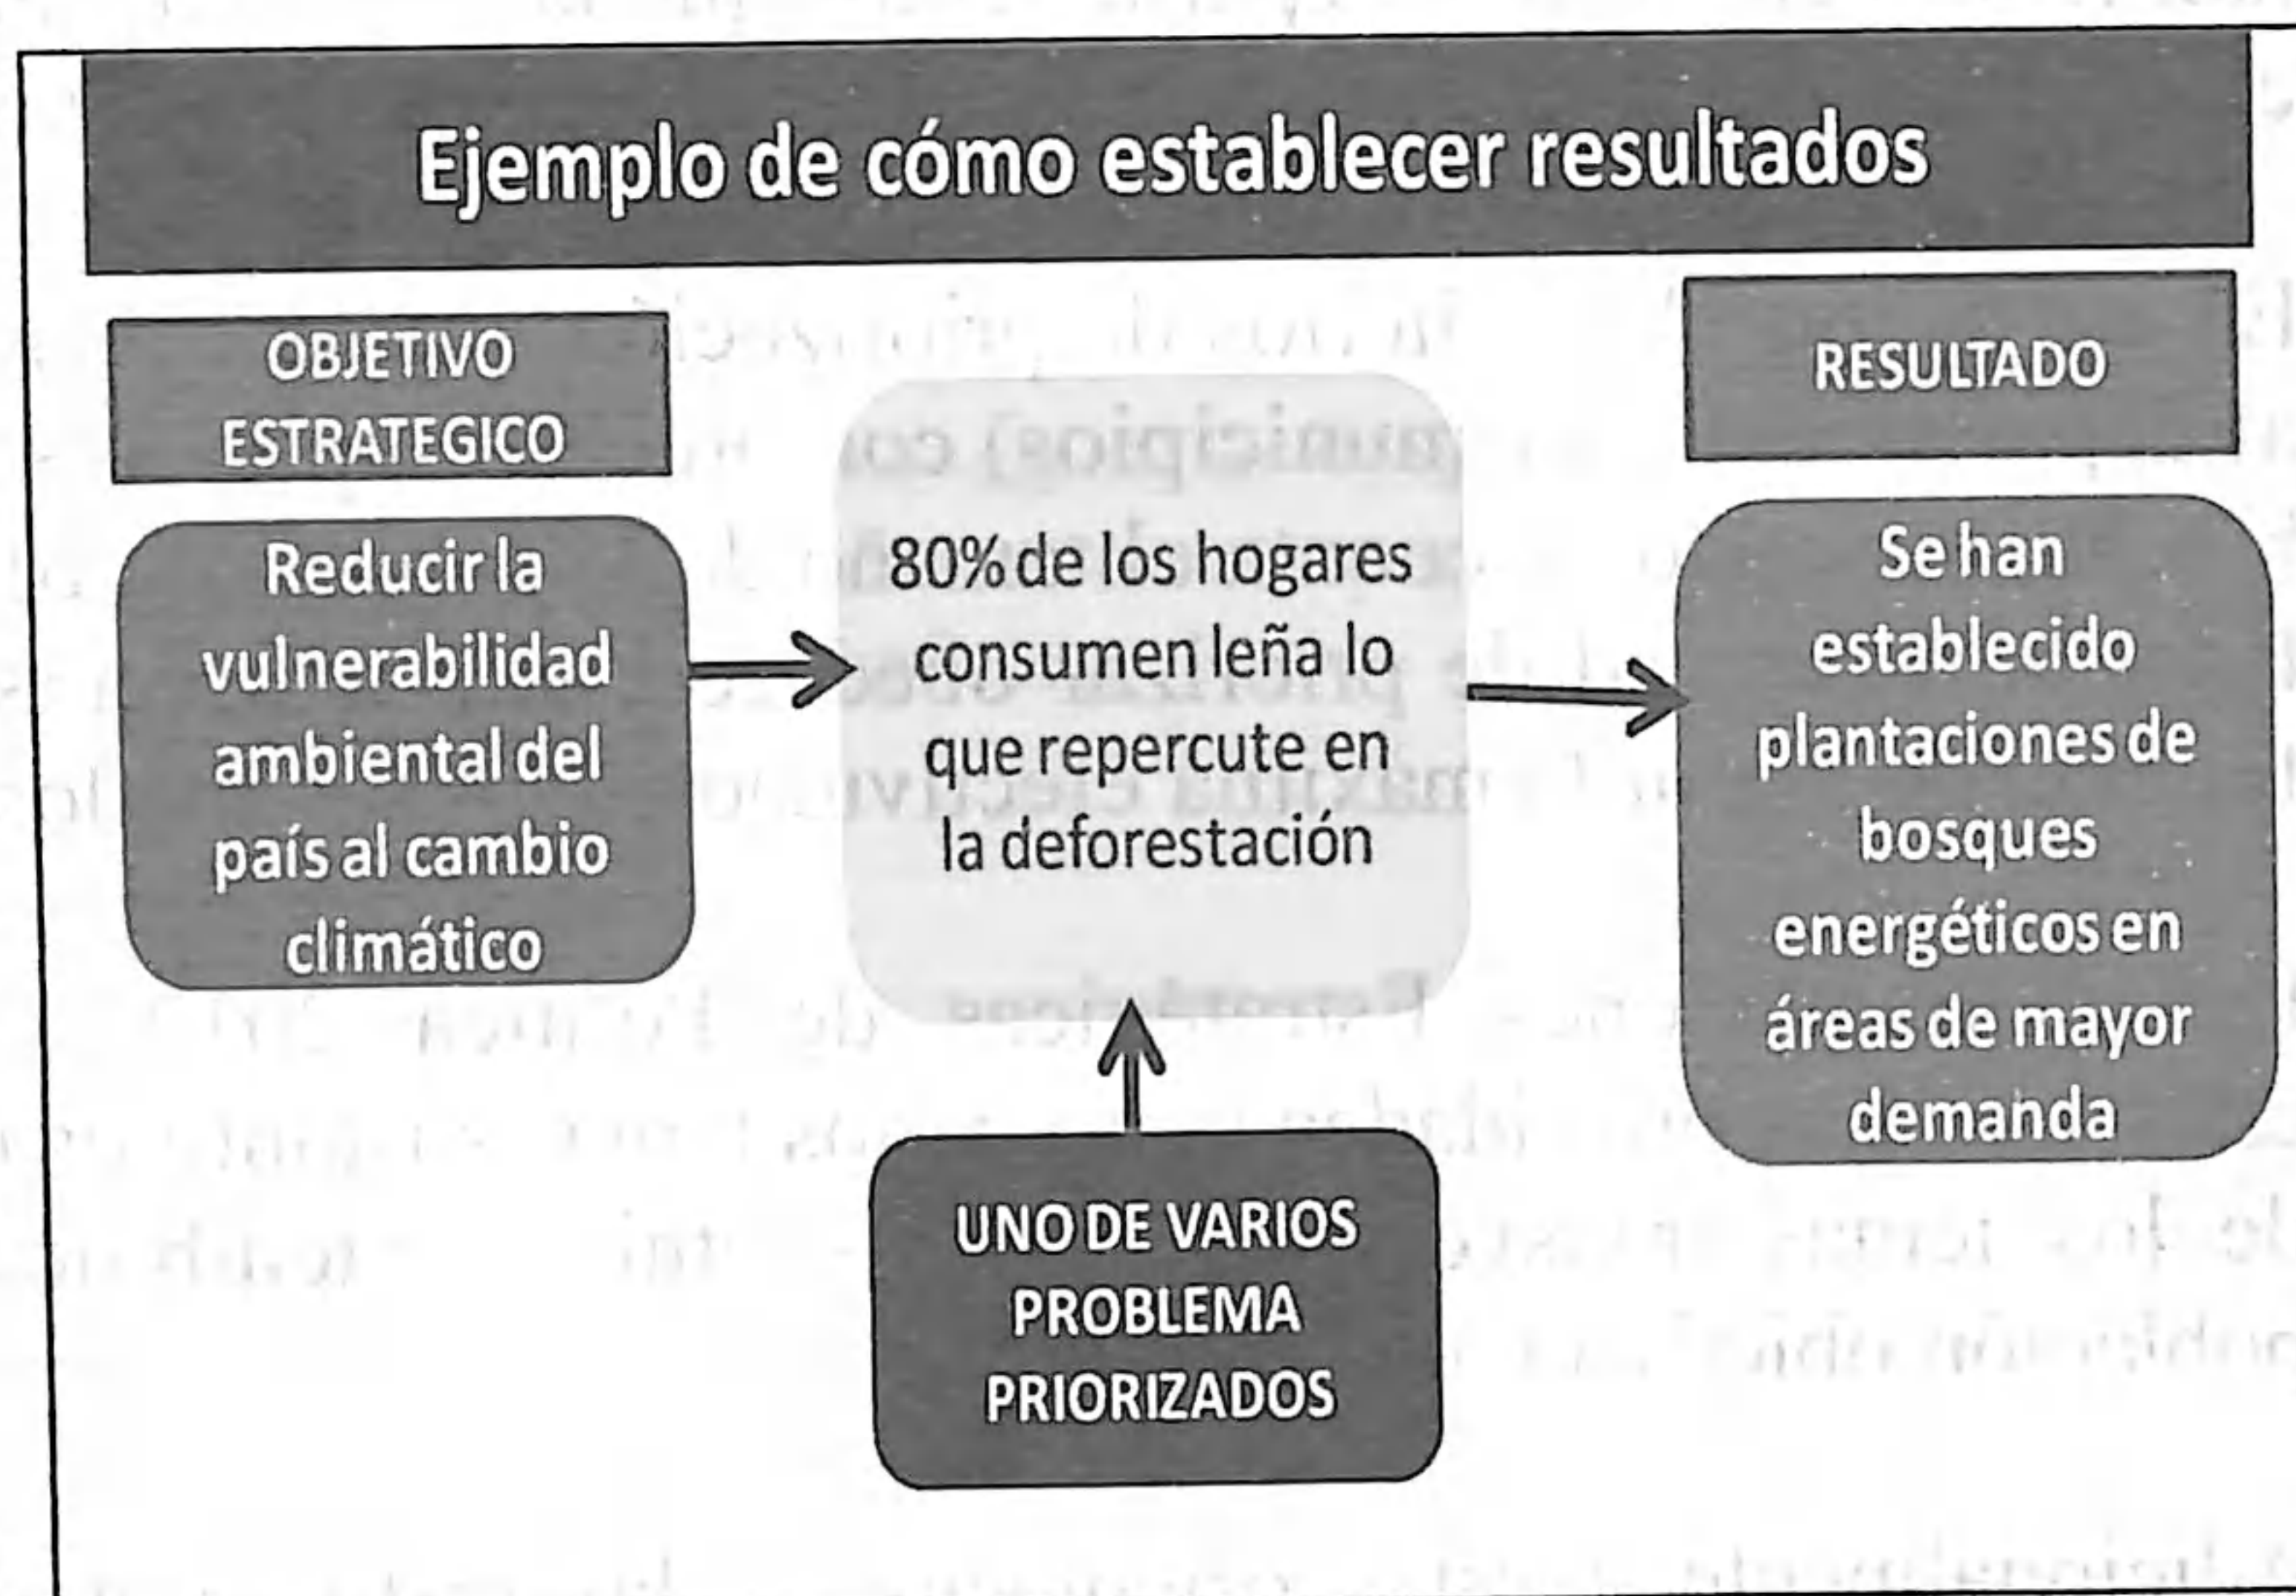 Ejemplo de cómo establecer resultados
OBJETIVO
ESTRATEGICO
Reducir la
vulnerabilidad
ambiental del
país al cambio
climático
80% de los hogares
consumen leña lo
que repercute en
la deforestación
UNO DE VARIOS
PROBLEMA
PRIORIZADOS
RESULTADO
Se han
establecido
plantaciones de
bosques
energéticos en
áreas de mayor
demanda